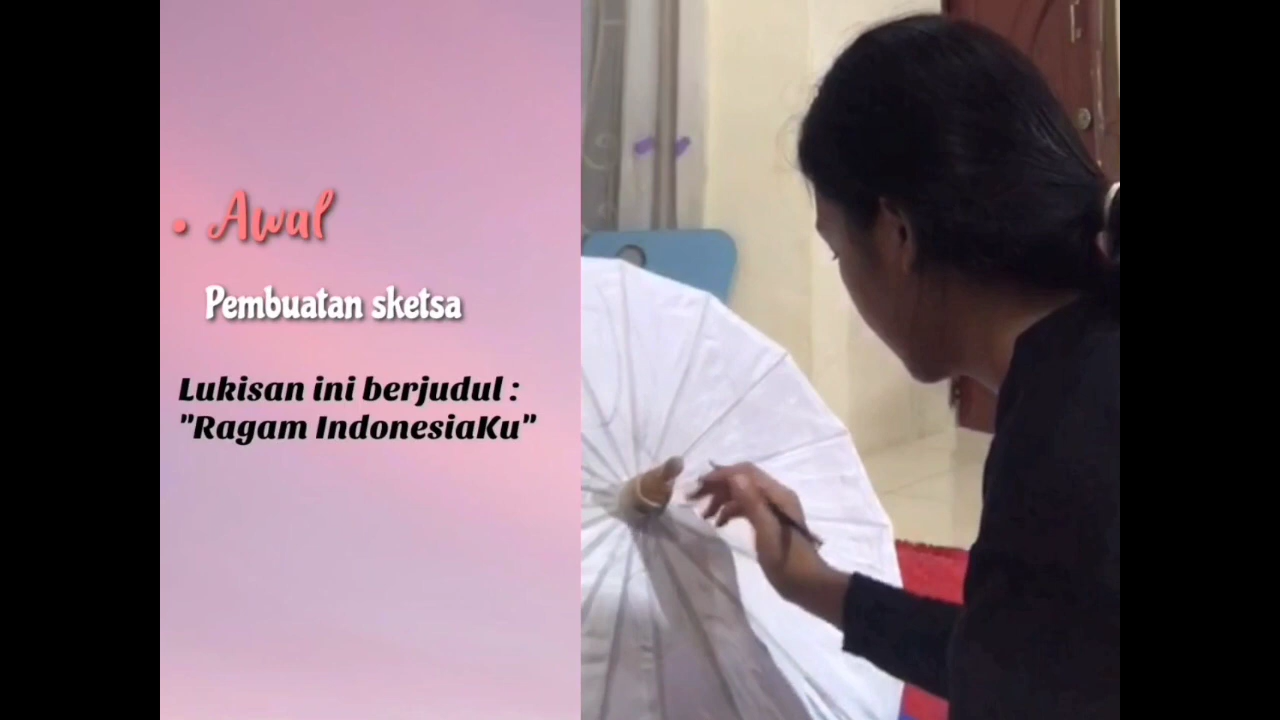 • Awal
Pembuatan sketsa
Lukisan ini berjudul :
"Ragam IndonesiaKu"